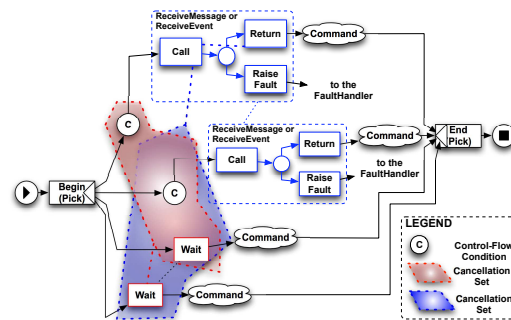 ReceiveMessage or
ReceiveEvent
Call
Return
Raise
Fault
Command
to the
FaultHandler
C
ReceiveMessage or
ReceiveEvent
Call
Return
Raise
Fault
Command
to the
FaultHandler
End
Pick)
Begin
(Pick)
C
Wait
Command
Wait
Command
LEGEND
C
Control-Flow
Condition
Cancellation
Set
Cancellation
Set